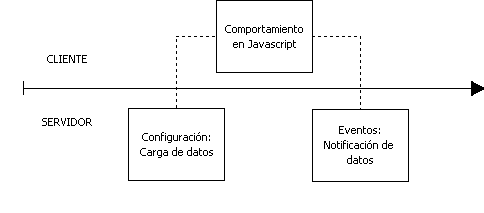 Comportamiento
en Javascript
CLIENTE
SERVIDOR
Configuración:
Carga de datos
Eventos:
Notificación de
datos